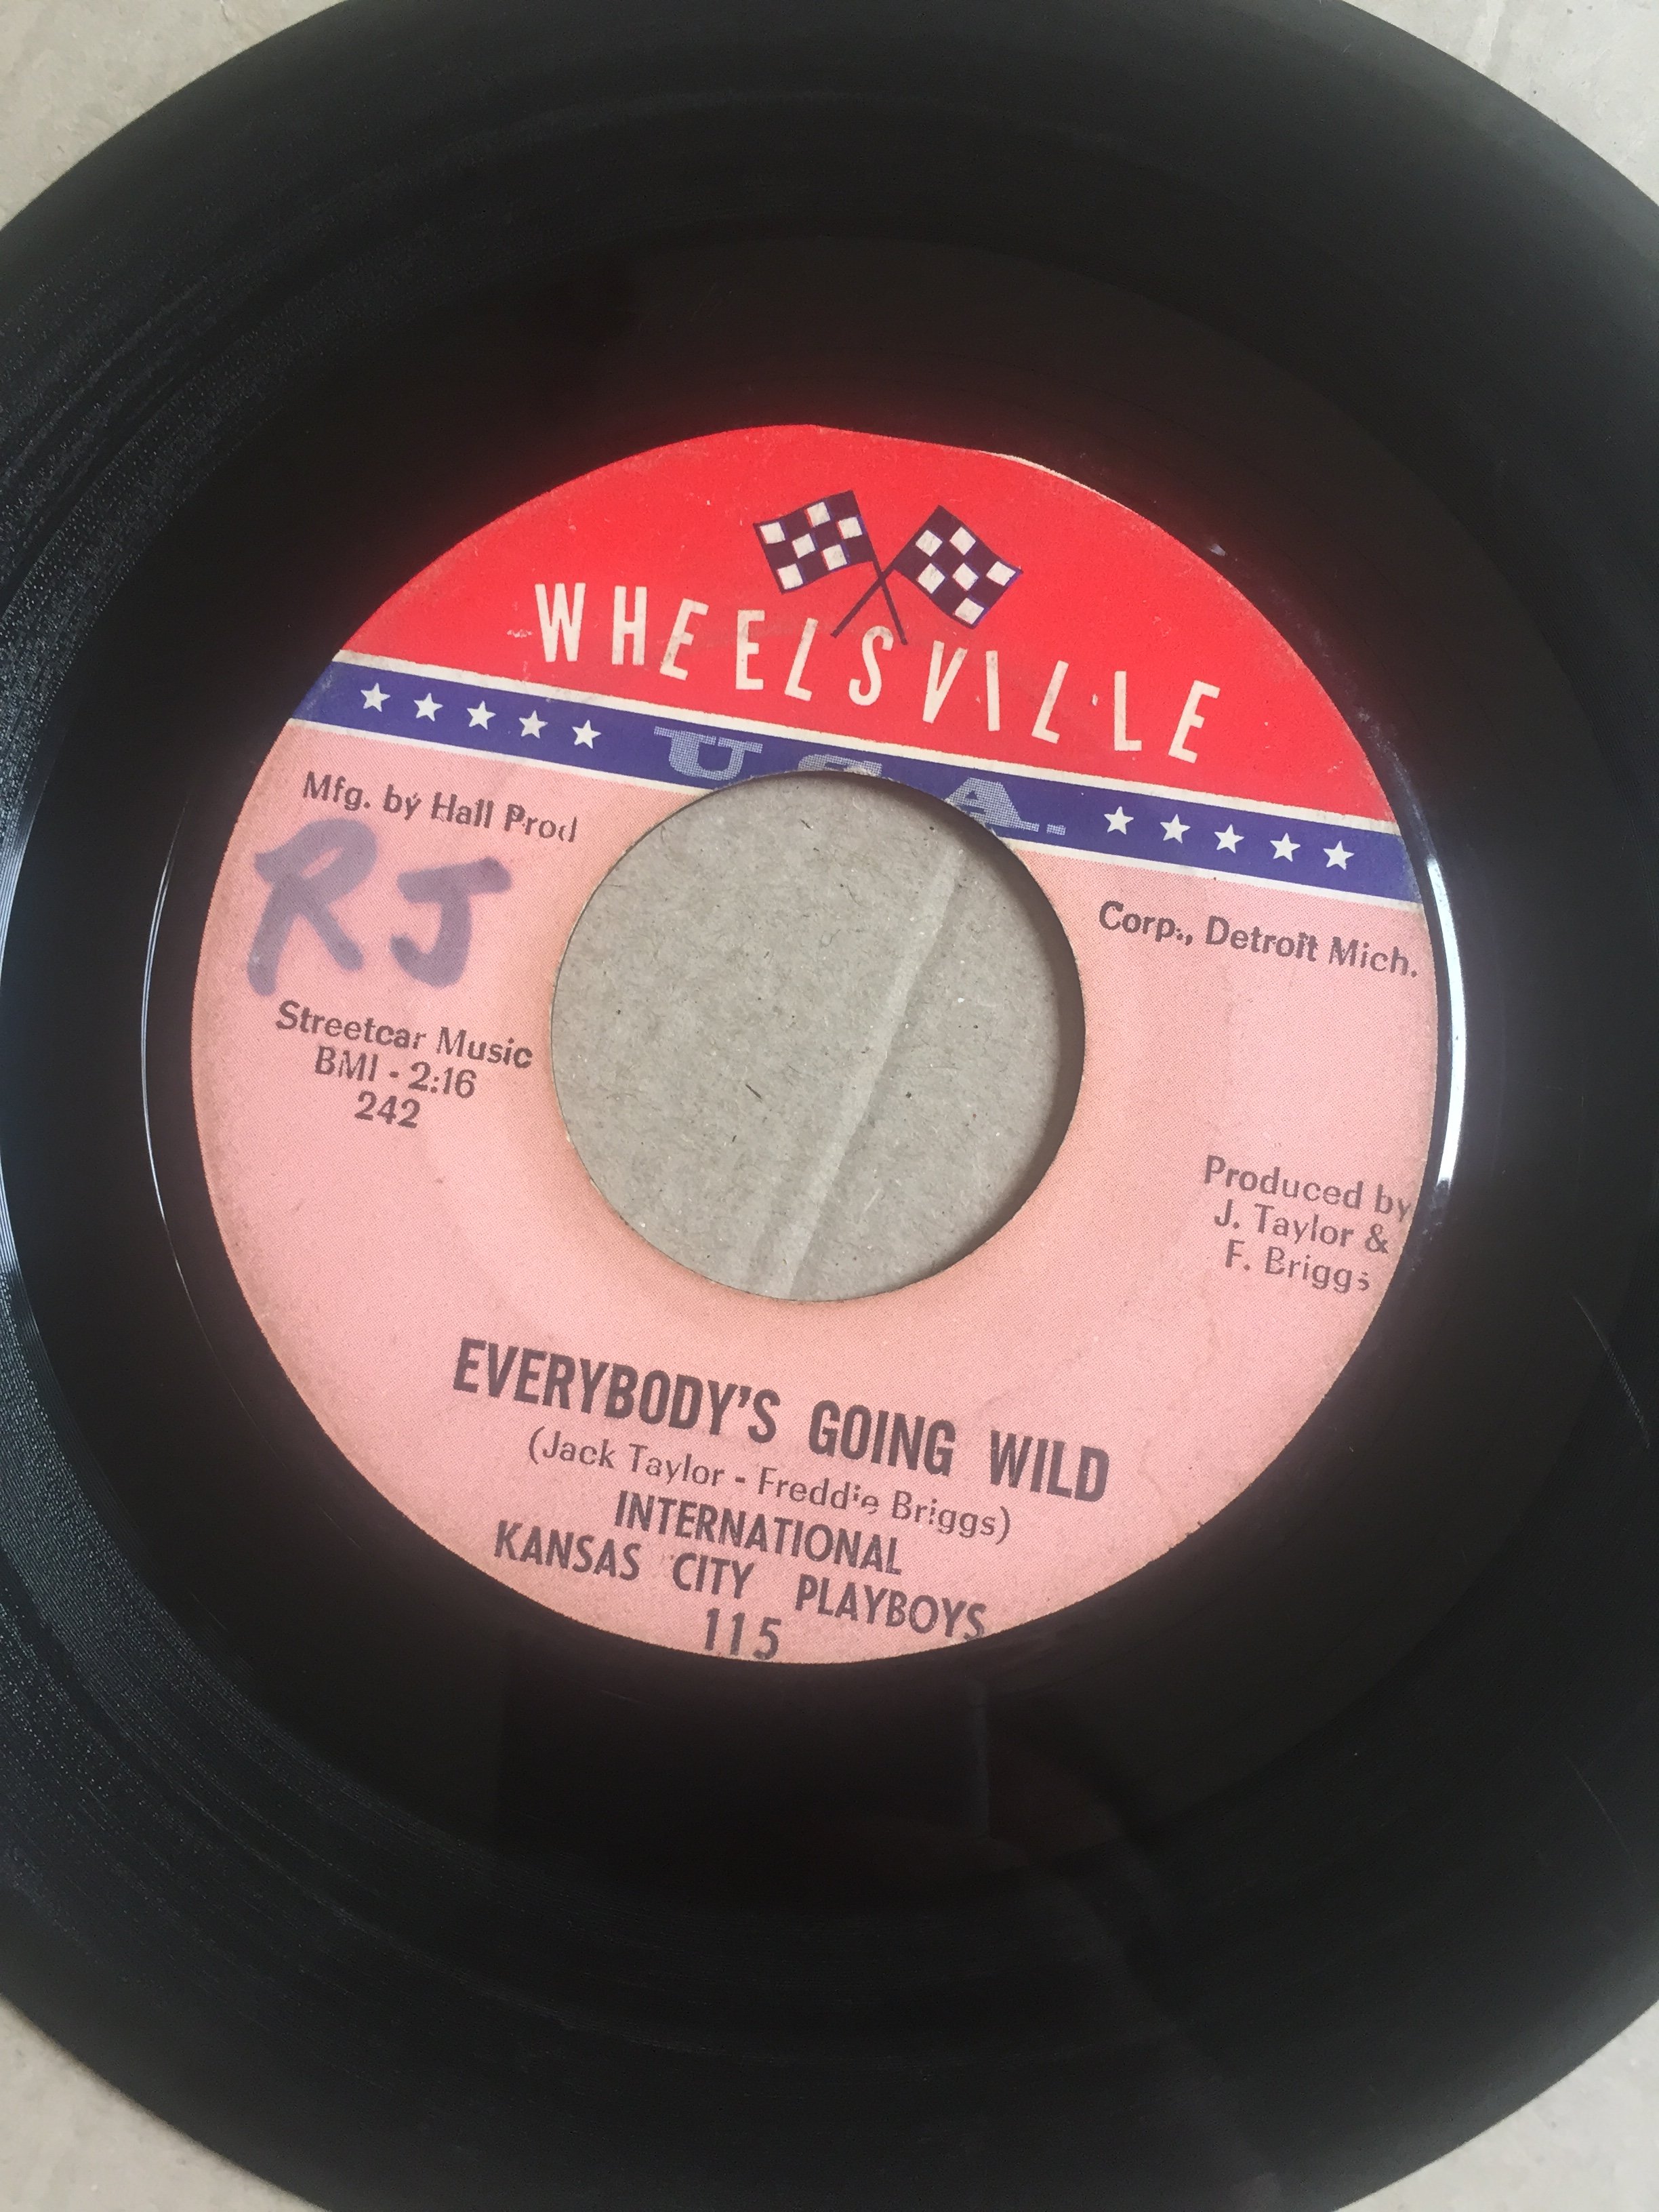 WHEELSVILLE
U.S.A.
Mfg. by Hall Prod
Corp., Detroit Mich.
RJ
Streetcar Music
BMI - 2:16
242
Produced by
J. Taylor &
F. Briggs
EVERYBODY'S GOING WILD
(Jack Taylor - Freddie Briggs)
INTERNATIONAL
KANSAS CITY PLAYBOYS
115